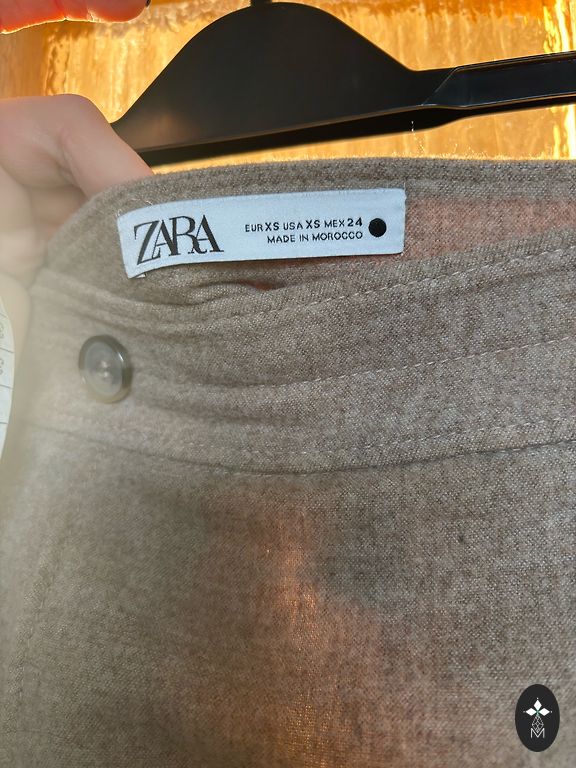 ZARA
EUR XS USA XS MEX 24
MADE IN MOROCCO
M